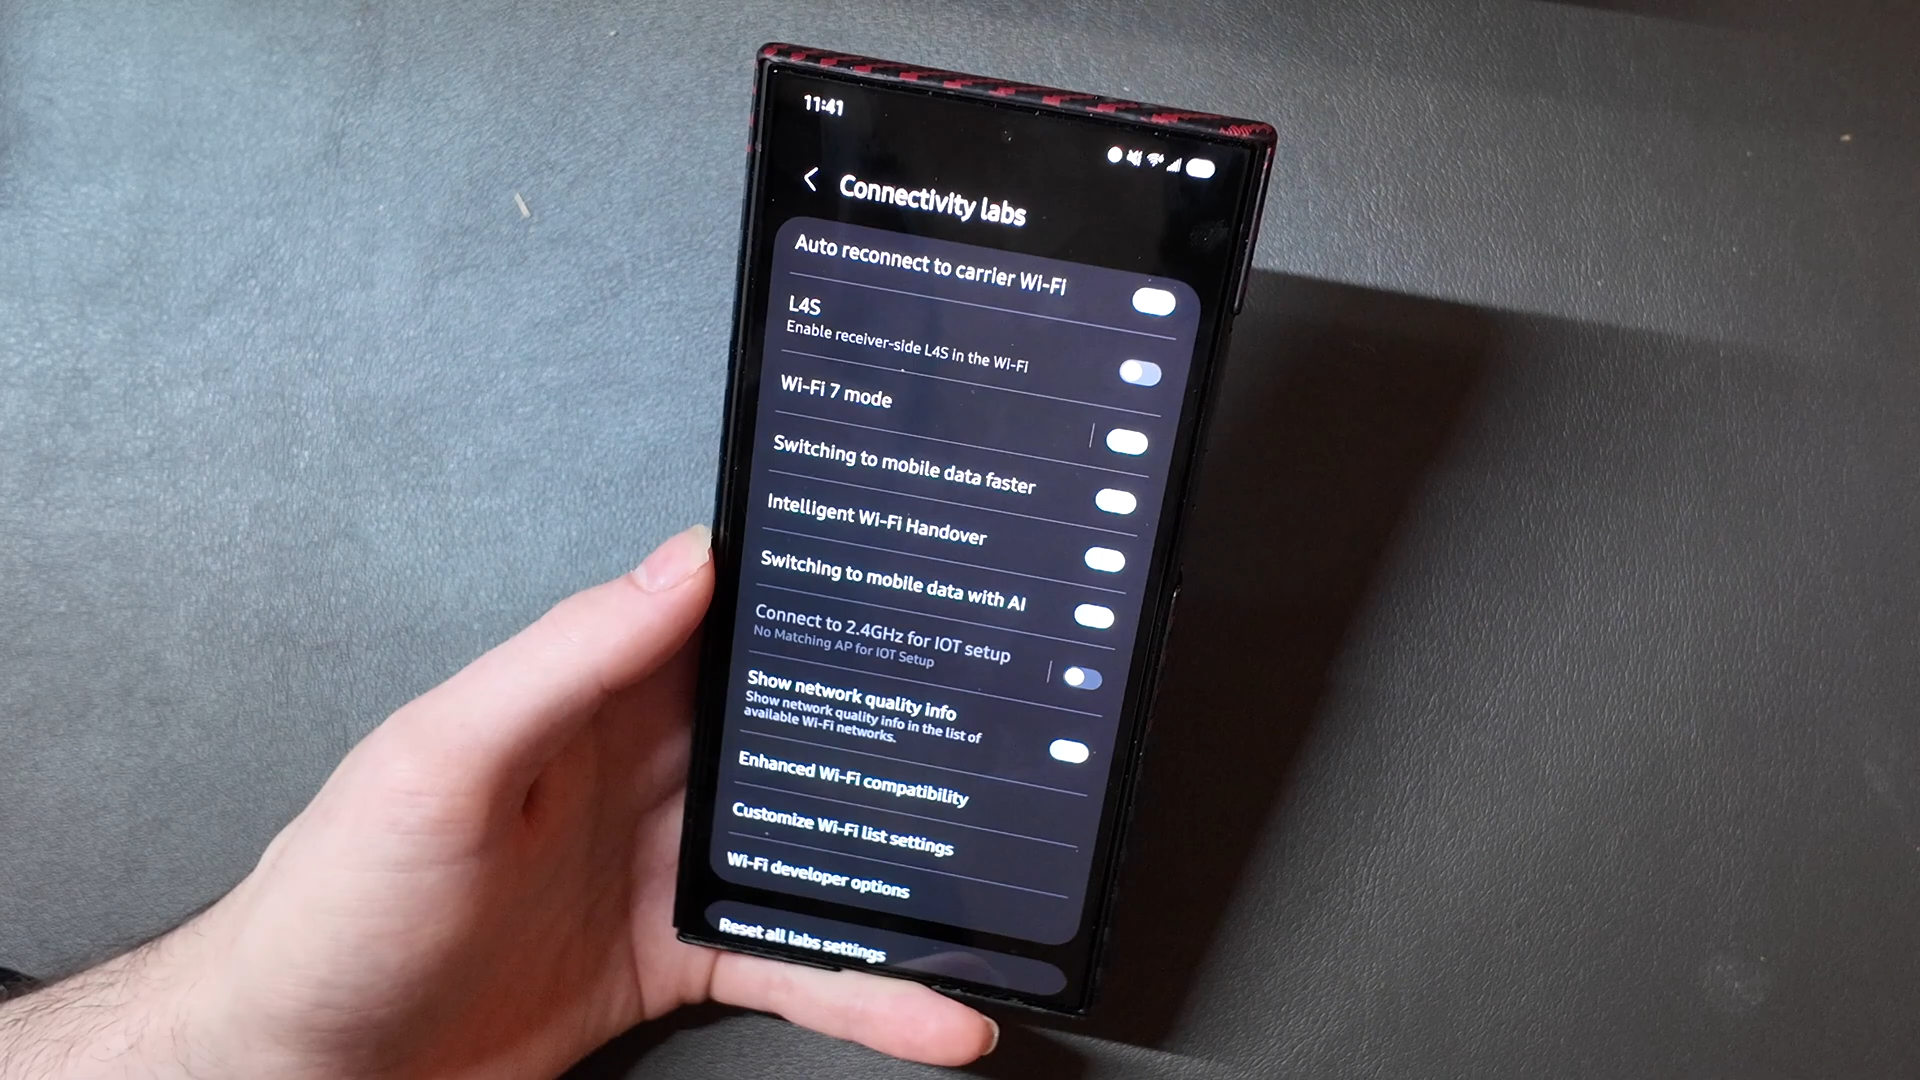 11:41
Connectivity labs
Auto reconnect to carrier Wi-Fi
L4S
Enable receiver-side L4S in the Wi-Fi
Wi-Fi 7 mode
Switching to mobile data faster
Intelligent Wi-Fi Handover
Switching to mobile data with AI
Connect to 2.4GHz for IOT setup
No Matching AP for IOT Setup
Show network quality info
Show network quality info in the list of
available Wi-Fi networks.
Enhanced Wi-Fi compatibility
Customize Wi-Fi list settings
Wi-Fi developer options
Reset all labs settings